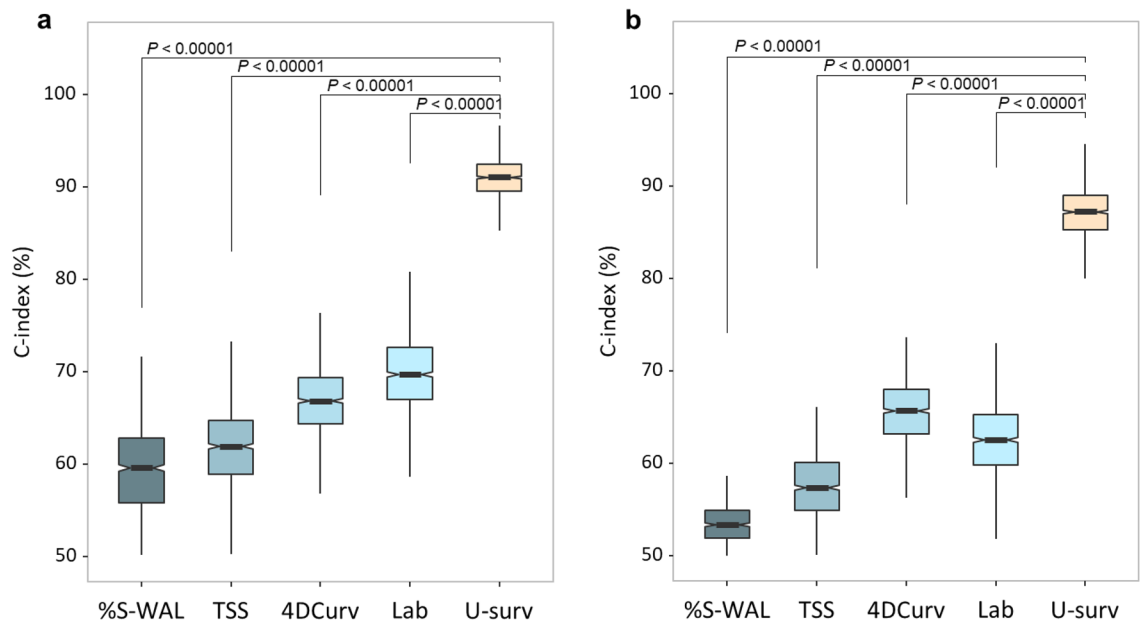 a
P < 0.00001
P < 0.00001
P < 0.00001
P < 0.00001
100
90
80
70
60
50
C-index (%)
%S-WAL TSS 4DCurv Lab U-surv
b
P < 0.00001
P < 0.00001
P < 0.00001
P < 0.00001
100
90
80
70
60
50
C-index (%)
%S-WAL TSS 4DCurv Lab U-surv